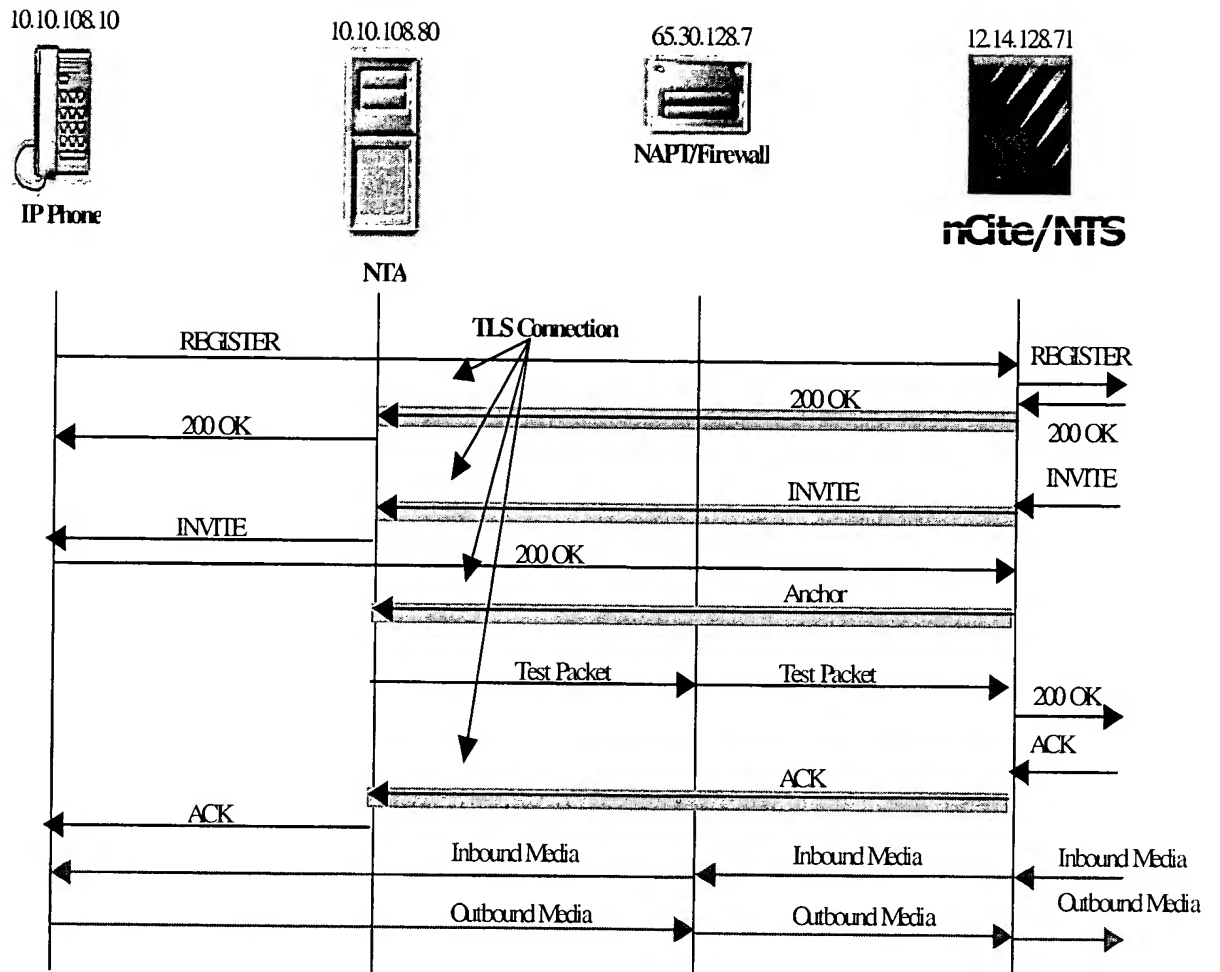 10.10.108.10
10.10.108.80
65.30.128.7
12.14.128.71
NAPT/Firewall
IP Phone
nCite/NTS
NTA
TLS Connection
REGISTER
REGISTER
200 OK
200 OK
200 OK
INVITE
INVITE
INVITE
200 OK
Anchor
Test Packet
Test Packet
200 OK
ACK
ACK
ACK
Inbound Media
Inbound Media
Inbound Media
Outbound Media
Outbound Media
Outbound Media